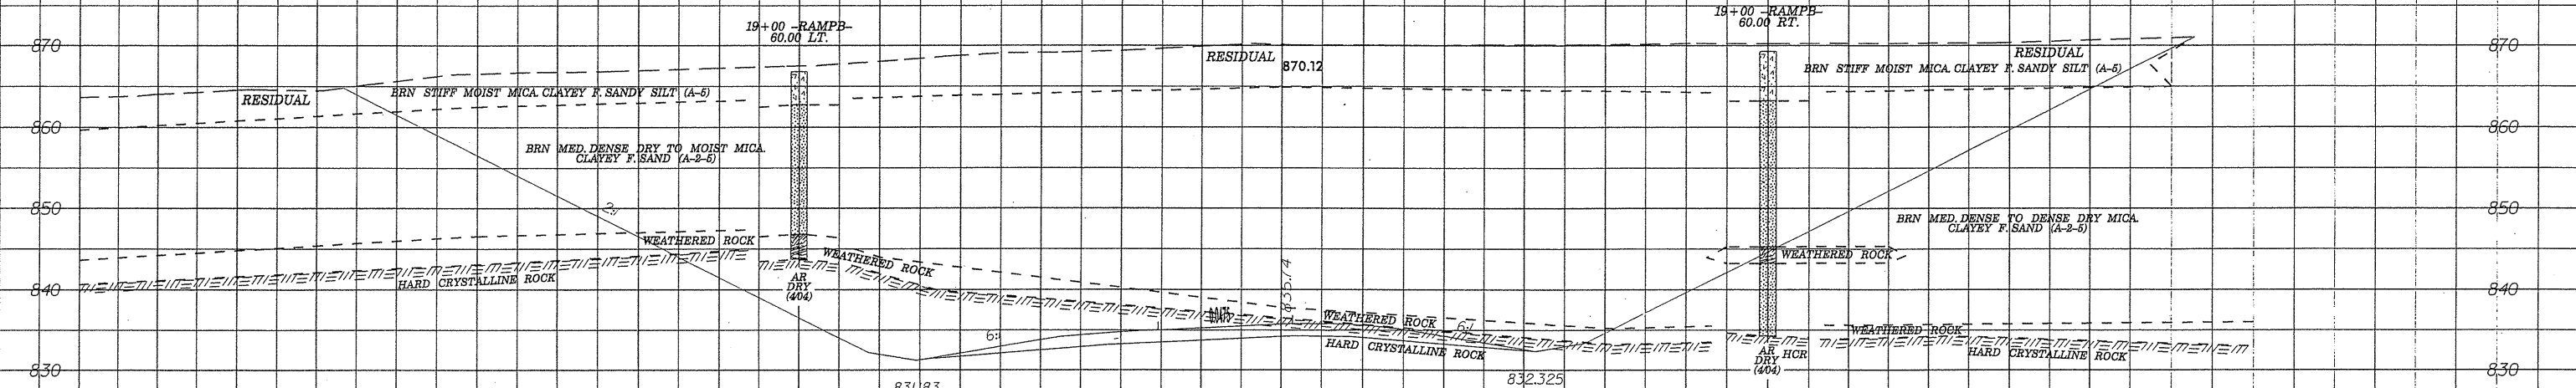 19+00 -RAMPB-
60.00 LT.
19+00 -RAMPB-
60.00 RT.
870
RESIDUAL
870.12
RESIDUAL
870
BRN STIFF MOIST MICA. CLAYEY F. SANDY SILT (A-5)
BRN STIFF MOIST MICA. CLAYEY F. SANDY SILT (A-5)
RESIDUAL
860
860
BRN MED. DENSE DRY TO MOIST MICA.
CLAYEY F. SAND (A-2-5)
850
2:1
850
BRN MED. DENSE TO DENSE DRY MICA.
CLAYEY F. SAND (A-2-5)
WEATHERED ROCK
WEATHERED ROCK
WEATHERED ROCK
HARD CRYSTALLINE ROCK
840
AR
DRY
(4/04)
835.74
840
WEATHERED ROCK
6:1
6:1
WEATHERED ROCK
HARD CRYSTALLINE ROCK
AR
DRY
(4/04)
HCR
HARD CRYSTALLINE ROCK
830
832.325
830